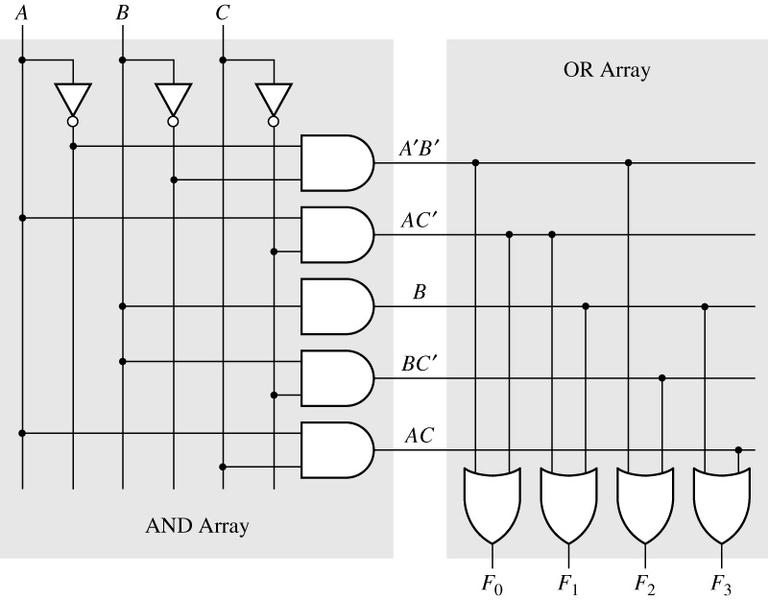 A B C
OR Array
A′B′
AC′
B
BC′
AC
AND Array
F₀ F₁ F₂ F₃